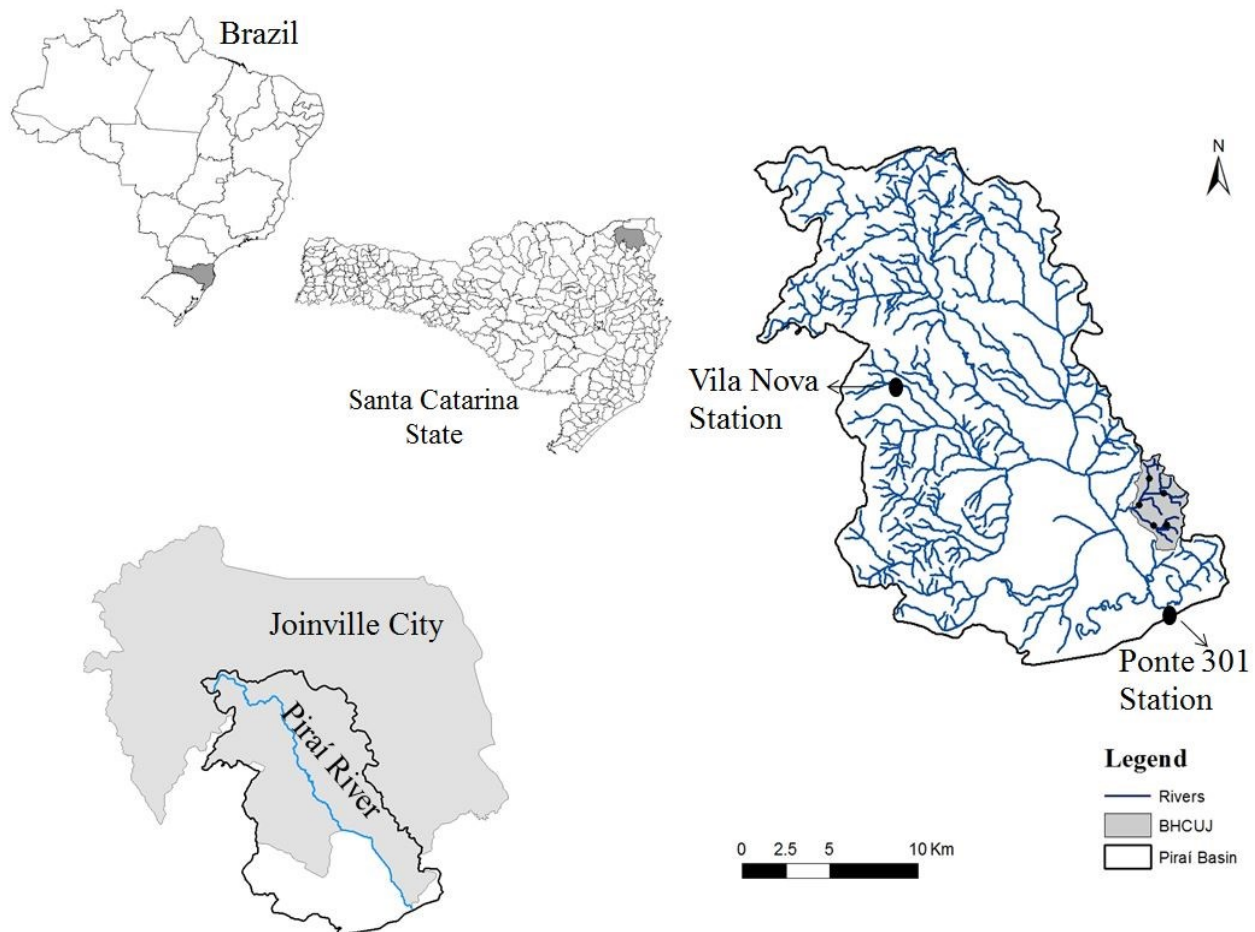 Brazil
N
Santa Catarina
State
Vila Nova
Station
Joinville City
Piraí River
Ponte 301
Station
Legend
Rivers
BHCUJ
Piraí Basin
0 2.5 5 10 Km